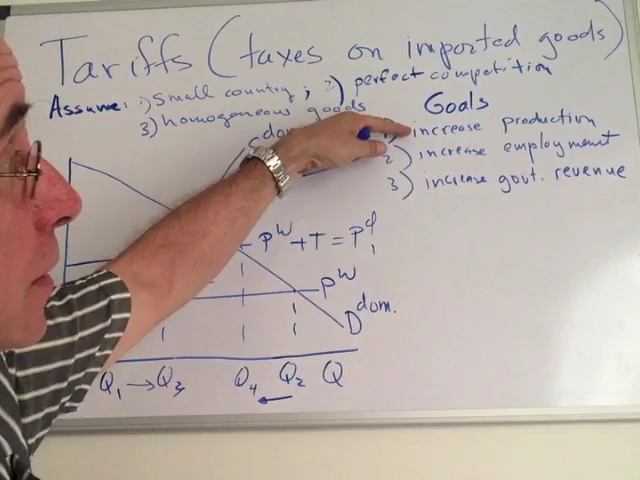 Tariffs (taxes on imported goods)
Assume: 1) small country; 2) perfect competition
3) homogeneous goods
Goals
increase production
2) increase employment
3) increase govt. revenue
P^W + T = P^d_1
P^W
D^dom.
Q_1 → Q_3 Q_4 ← Q_2 Q